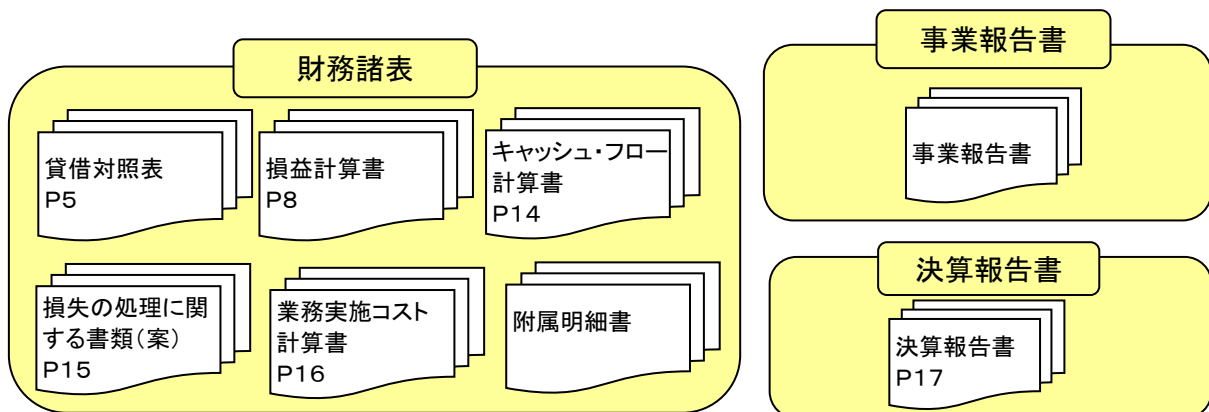 財務諸表
貸借対照表
P5
損益計算書
P8
キャッシュ・フロー
計算書
P14
損失の処理に関
する書類(案)
P15
業務実施コスト
計算書
P16
附属明細書
事業報告書
事業報告書
決算報告書
決算報告書
P17